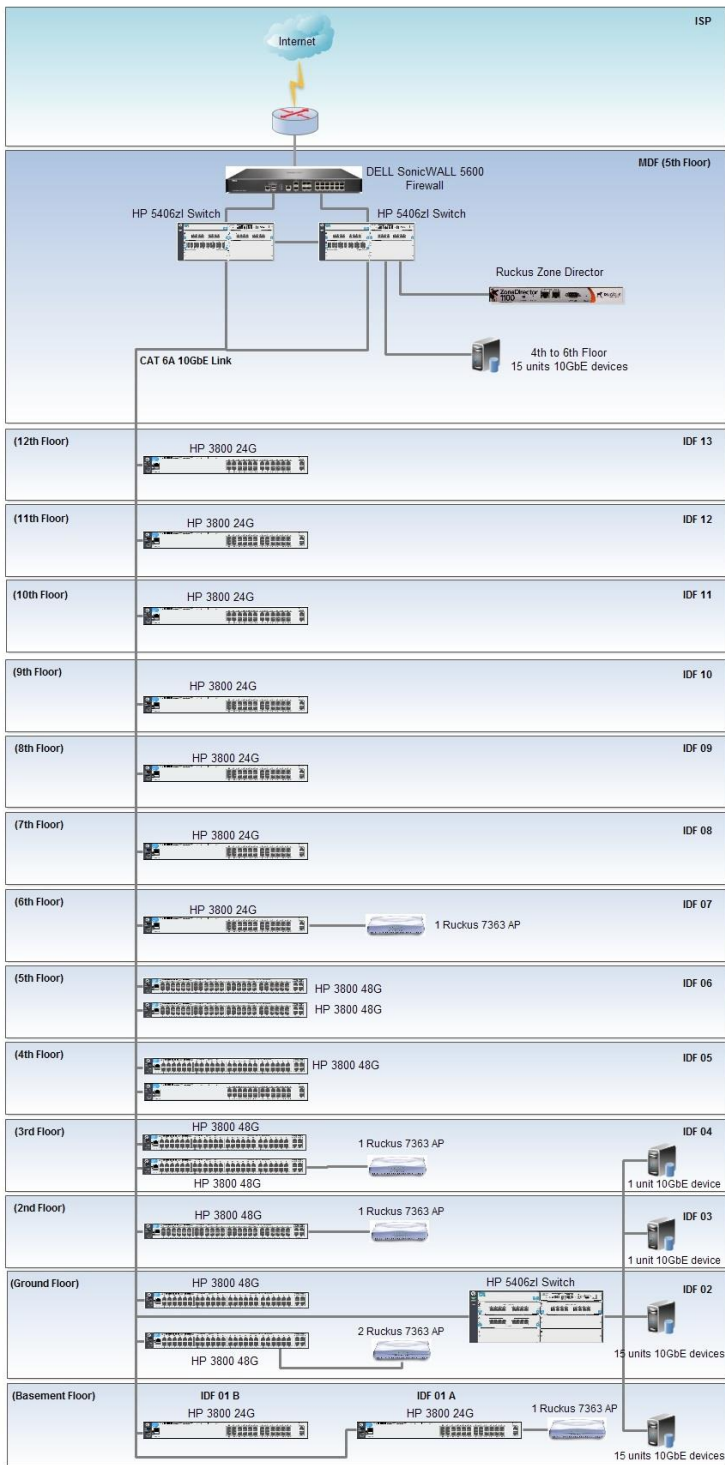 ISP
Internet
MDF (5th Floor)
DELL SonicWALL 5600
Firewall
HP 5406zl Switch
HP 5406zl Switch
Ruckus Zone Director
ZoneDirector
1100
CAT 6A 10GbE Link
4th to 6th Floor
15 units 10GbE devices
(12th Floor)
IDF 13
HP 3800 24G
(11th Floor)
IDF 12
HP 3800 24G
(10th Floor)
IDF 11
HP 3800 24G
(9th Floor)
IDF 10
HP 3800 24G
(8th Floor)
IDF 09
HP 3800 24G
(7th Floor)
IDF 08
HP 3800 24G
(6th Floor)
IDF 07
HP 3800 24G
1 Ruckus 7363 AP
(5th Floor)
IDF 06
HP 3800 48G
HP 3800 48G
(4th Floor)
IDF 05
HP 3800 48G
(3rd Floor)
IDF 04
HP 3800 48G
1 Ruckus 7363 AP
HP 3800 48G
1 unit 10GbE device
(2nd Floor)
IDF 03
HP 3800 48G
1 Ruckus 7363 AP
1 unit 10GbE device
(Ground Floor)
IDF 02
HP 3800 48G
HP 5406zl Switch
2 Ruckus 7363 AP
HP 3800 48G
15 units 10GbE devices
(Basement Floor)
IDF 01 B
IDF 01 A
HP 3800 24G
HP 3800 24G
1 Ruckus 7363 AP
15 units 10GbE devices